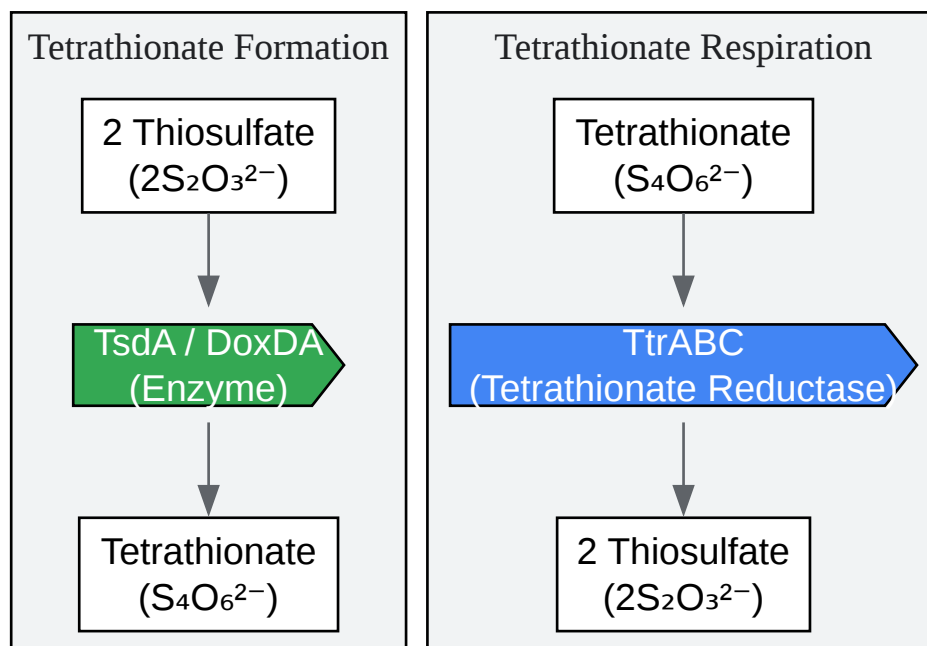 Tetrathionate Formation
2 Thiosulfate
(2S₂O₃²⁻)
TsdA / DoxDA
(Enzyme)
Tetrathionate
(S₄O₆²⁻)
Tetrathionate Respiration
Tetrathionate
(S₄O₆²⁻)
TtrABC
(Tetrathionate Reductase)
2 Thiosulfate
(2S₂O₃²⁻)